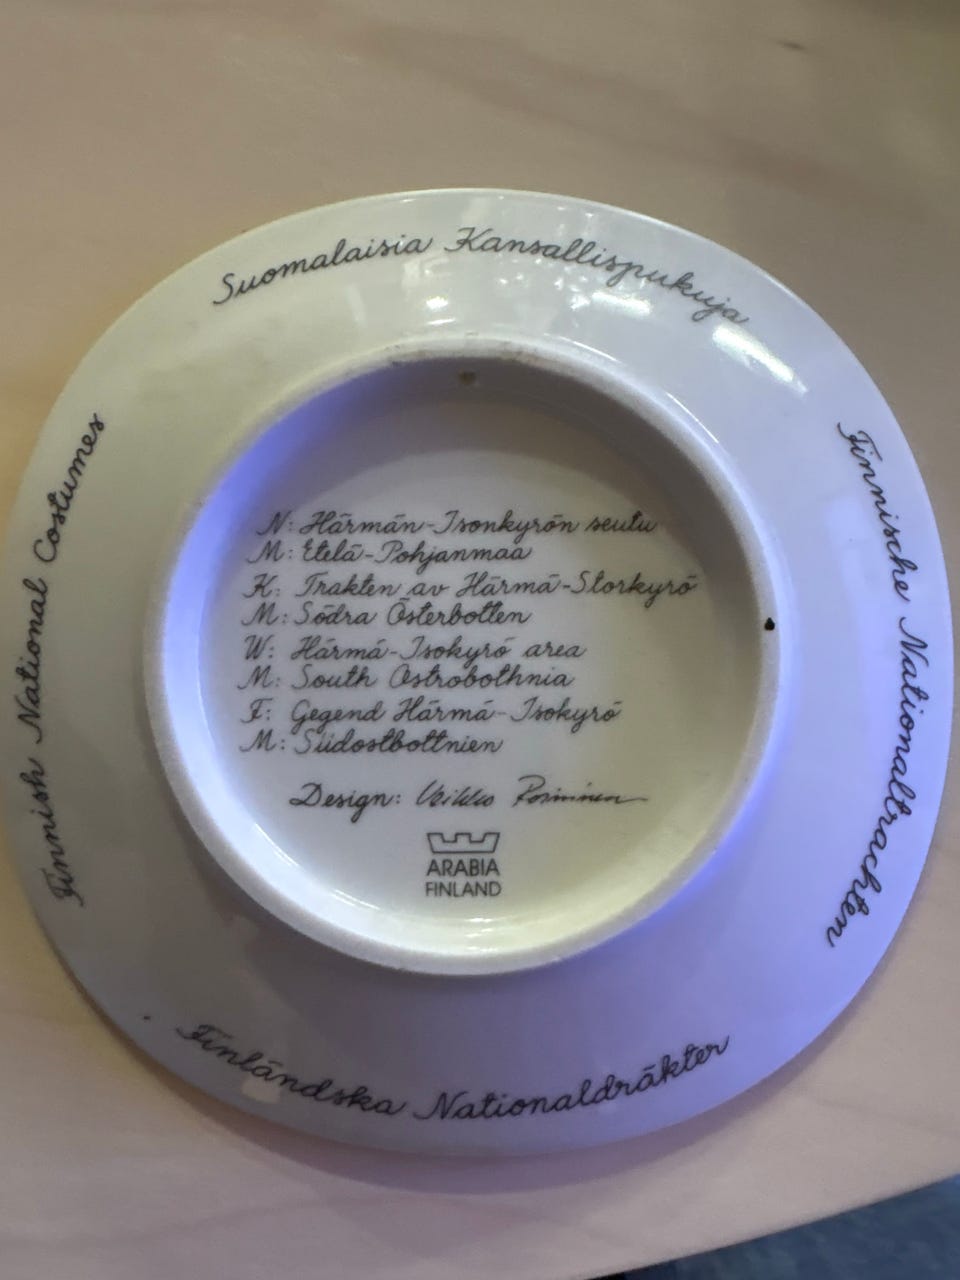 Suomalaisia Kansallispukuja
Finnische Nationaltrachten
Finnish National Costumes
N: Härmän-Isonkyrön seutu
M: Etelä-Pohjanmaa
K: Trakten av Härmä-Storkyrö
M: Södra Österbotten
W: Härmä-Isokyrö area
M: South Ostrobothnia
F: Gegend Härmä-Isokyrö
M: Südostbottnien
Design:
ARABIA
FINLAND
Finländska Nationaldräkter